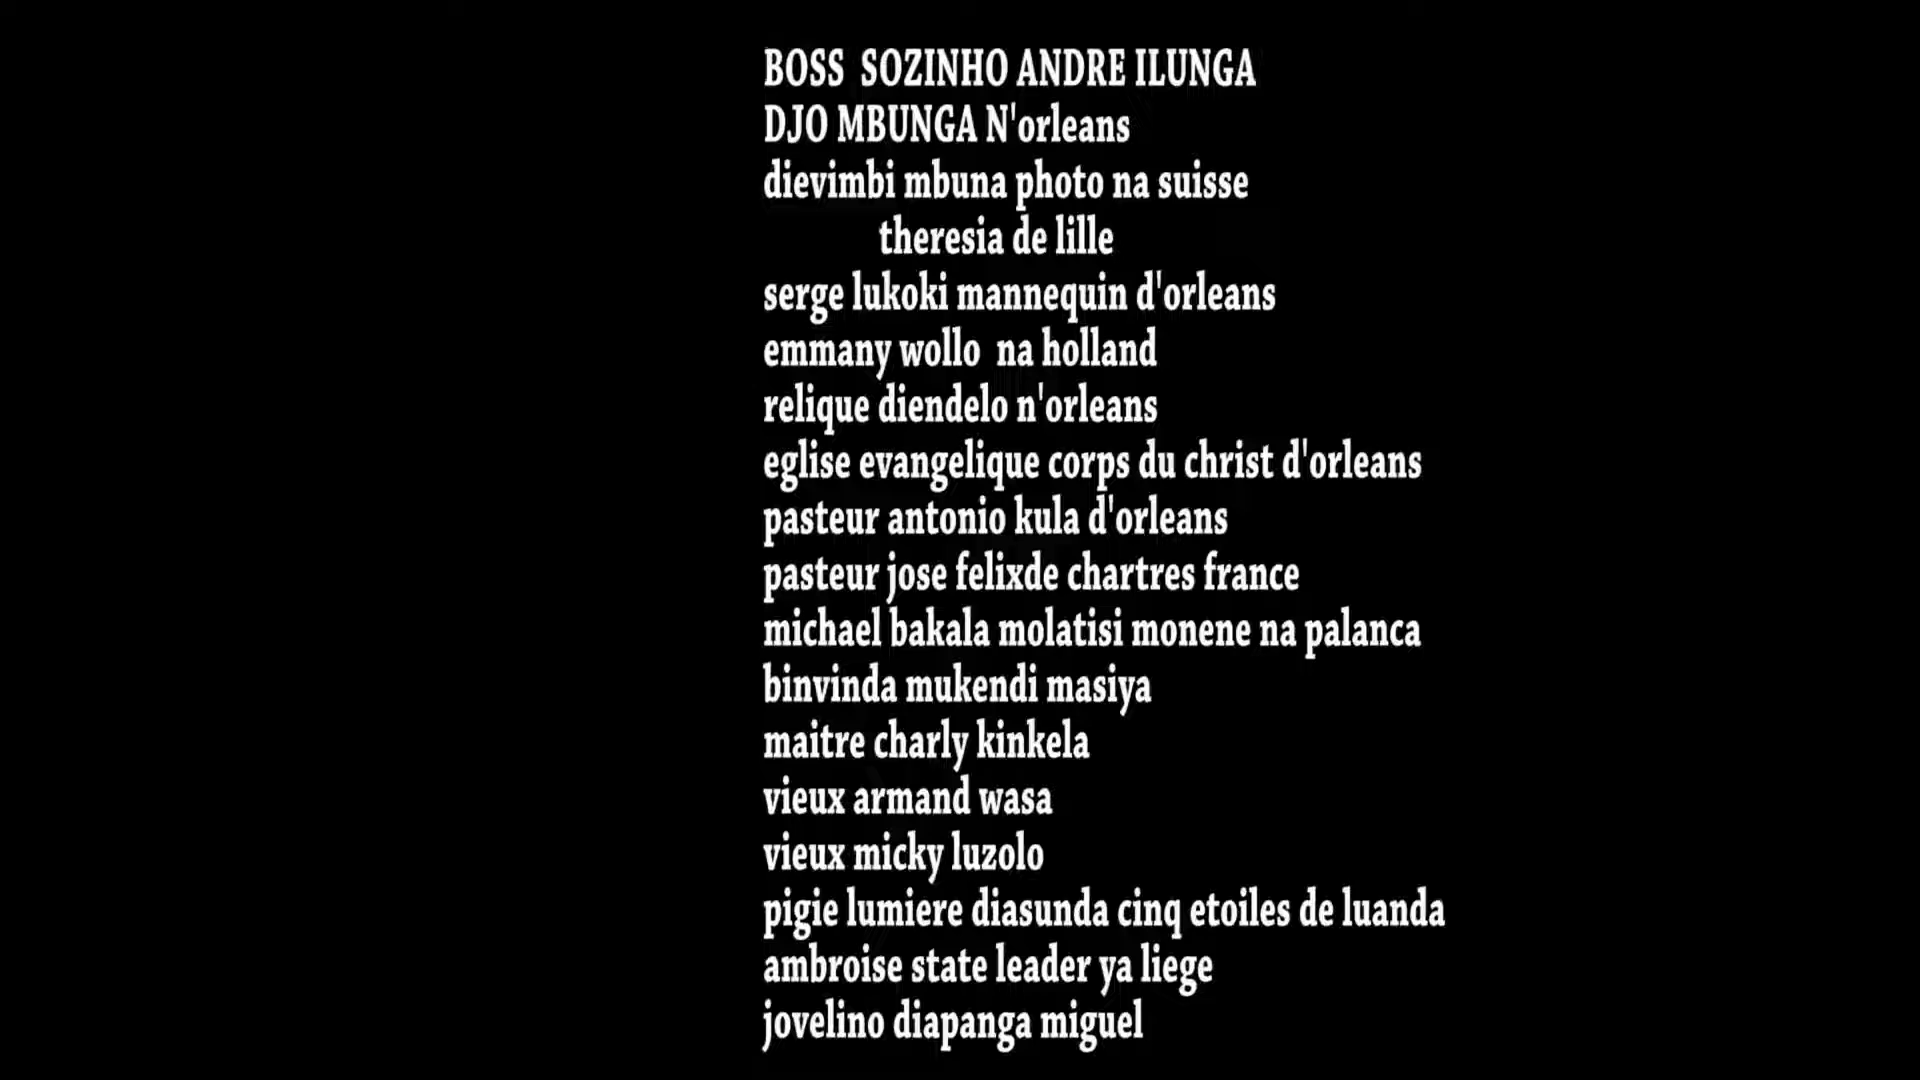 BOSS  SOZINHO ANDRE ILUNGA
DJO MBUNGA N'orleans
dievimbi mbuna photo na suisse
theresia de lille
serge lukoki mannequin d'orleans
emmany wollo  na holland
relique diendelo n'orleans
eglise evangelique corps du christ d'orleans
pasteur antonio kula d'orleans
pasteur jose felixde chartres france
michael bakala molatisi monene na palanca
binvinda mukendi masiya
maitre charly kinkela
vieux armand wasa
vieux micky luzolo
pigie lumiere diasunda cinq etoiles de luanda
ambroise state leader ya liege
jovelino diapanga miguel